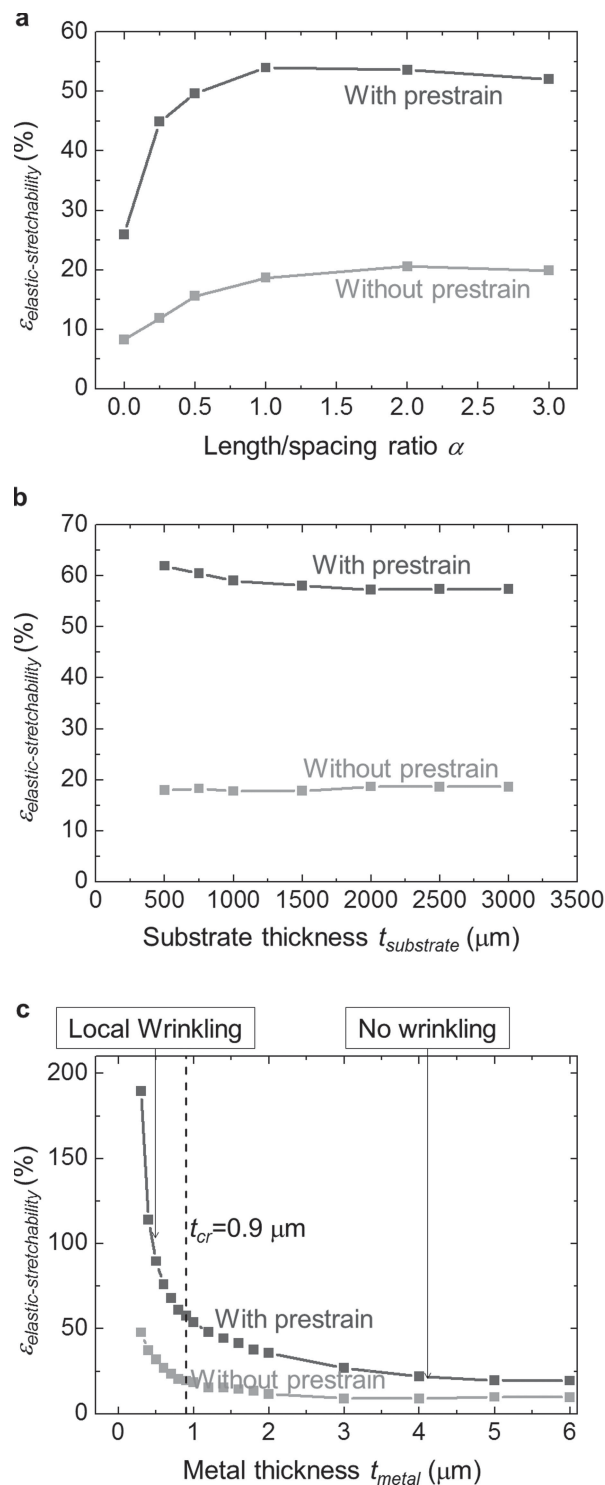 a
60
50
40
30
20
10
0
With prestrain
Without prestrain
εelastic-stretchability (%)
0.0 0.5 1.0 1.5 2.0 2.5 3.0
Length/spacing ratio α
b
70
60
50
40
30
20
10
0
With prestrain
Without prestrain
εelastic-stretchability (%)
0 500 1000 1500 2000 2500 3000 3500
Substrate thickness tsubstrate (μm)
c
Local Wrinkling
No wrinkling
200
150
100
50
0
tcr=0.9 μm
With prestrain
Without prestrain
εelastic-stretchability (%)
0 1 2 3 4 5 6
Metal thickness tmetal (μm)